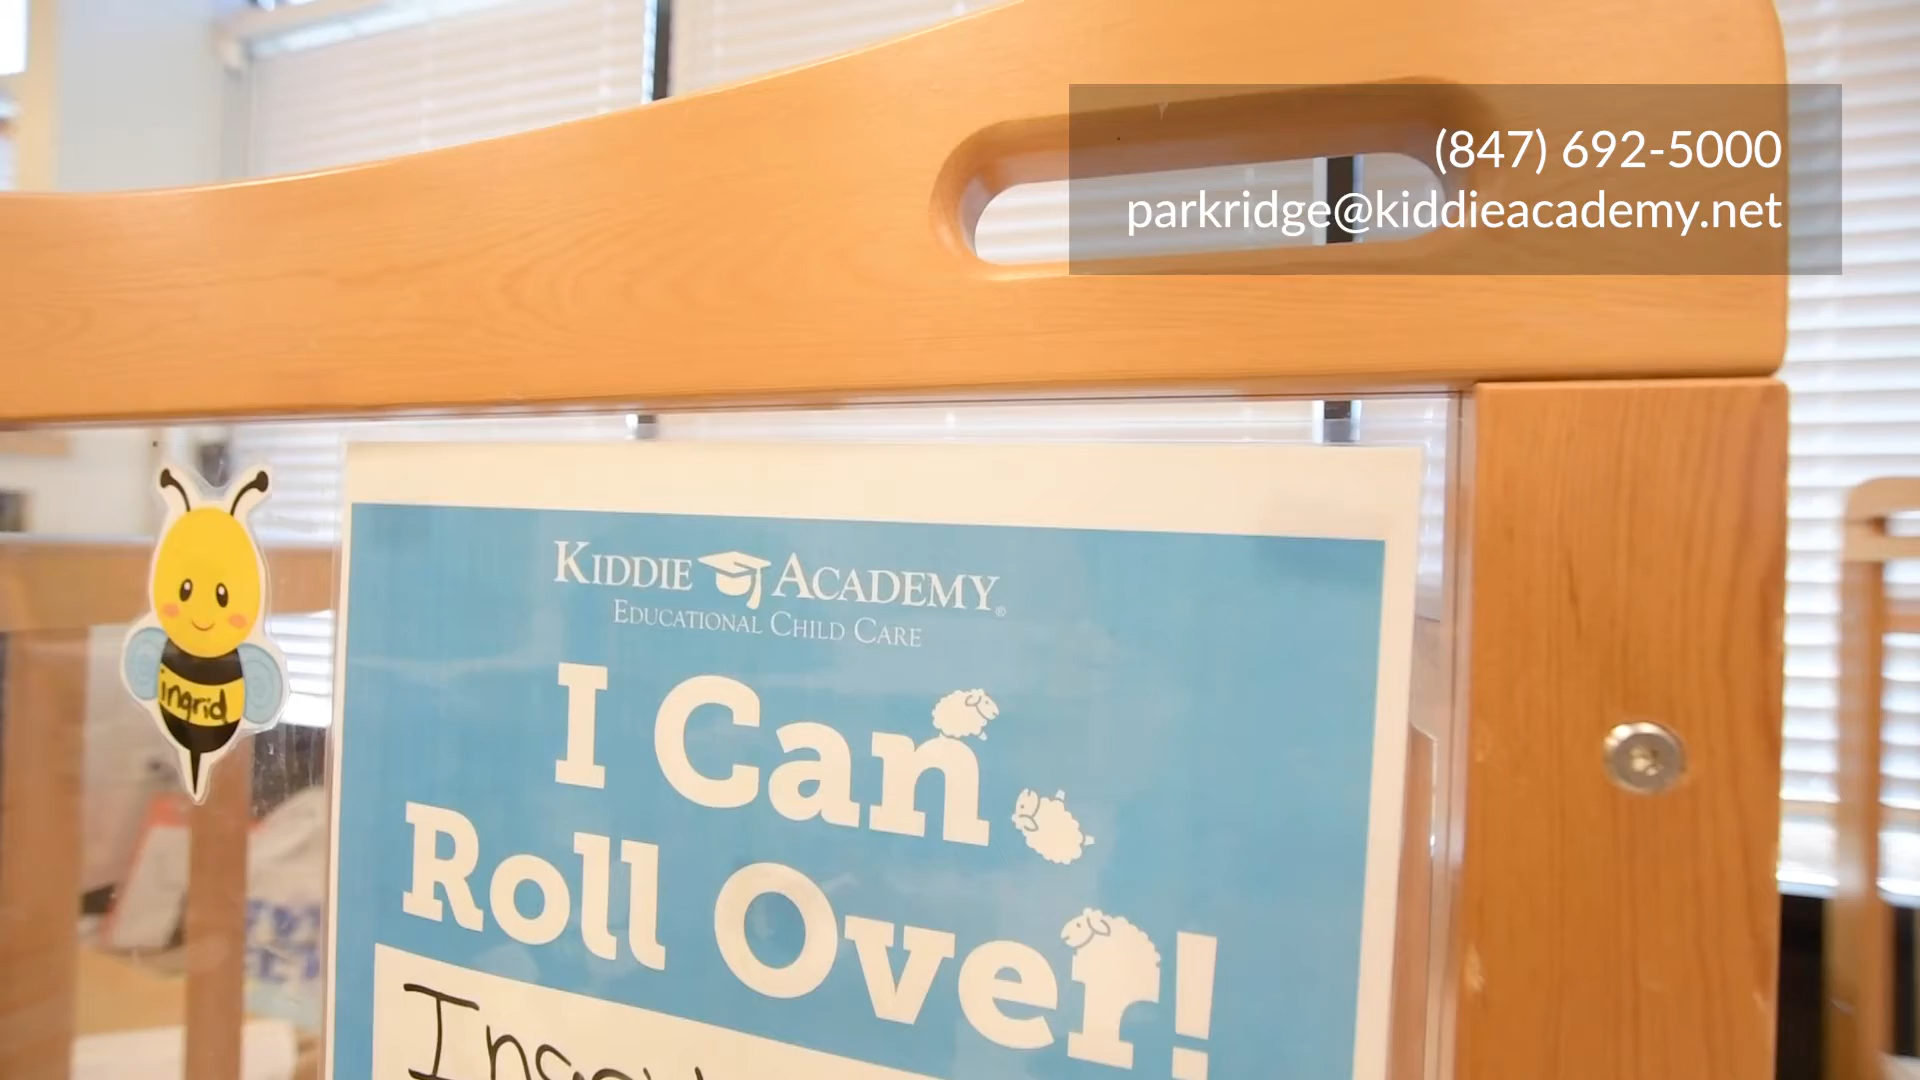 (847) 692-5000
parkridge@kiddieacademy.net
KIDDIE ACADEMY®
EDUCATIONAL CHILD CARE
I Can
Roll Over!
ingrid